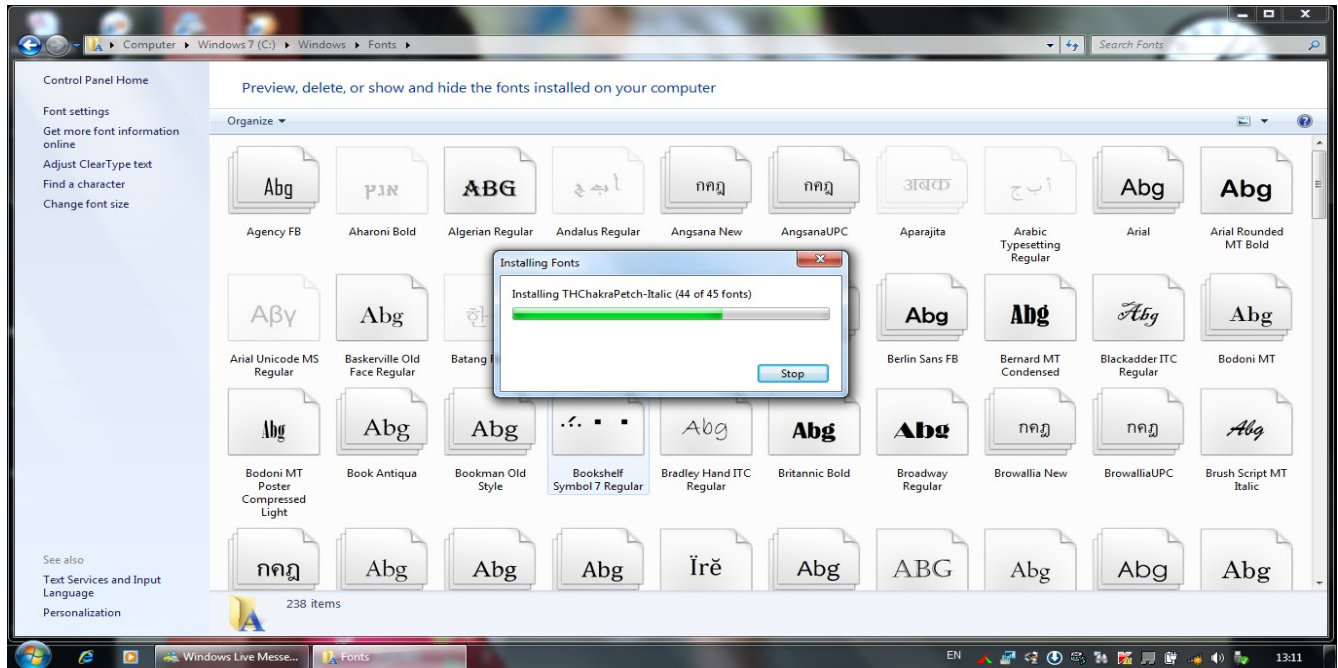 Computer ▸ Windows 7 (C:) ▸ Windows ▸ Fonts ▸
Search Fonts
Control Panel Home
Font settings
Get more font information
online
Adjust ClearType text
Find a character
Change font size
See also
Text Services and Input
Language
Personalization
Preview, delete, or show and hide the fonts installed on your computer
Organize
Abg
אנץ
ABG
أب ج
กคฎ
กคฎ
अबक
أب ج
Abg
Abg
Agency FB
Aharoni Bold
Algerian Regular
Andalus Regular
Angsana New
AngsanaUPC
Aparajita
Arabic
Typesetting
Regular
Arial
Arial Rounded
MT Bold
Installing Fonts
Installing THChakraPetch-Italic (44 of 45 fonts)
Stop
Αβγ
Abg
한
Abg
Abg
Abg
Abg
Arial Unicode MS
Regular
Baskerville Old
Face Regular
Batang
Berlin Sans FB
Bernard MT
Condensed
Blackadder ITC
Regular
Bodoni MT
Abg
Abg
Abg
Abg
Abg
Abg
กคฎ
กคฎ
Abg
Bodoni MT
Poster
Compressed
Light
Book Antiqua
Bookman Old
Style
Bookshelf
Symbol 7 Regular
Bradley Hand ITC
Regular
Britannic Bold
Broadway
Regular
Browallia New
BrowalliaUPC
Brush Script MT
Italic
กคฎ
Abg
Abg
Abg
Ïrĕ
Abg
ABG
Abg
Abg
Abg
238 items
Windows Live Messe...
Fonts
EN
13:11